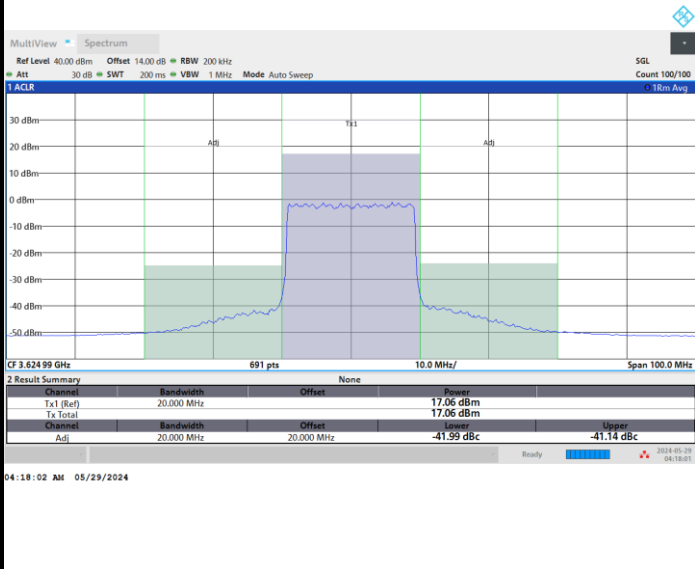 MultiView Spectrum
Ref Level 40.00 dBm Offset 14.00 dB RBW 200 kHz SGL
Att 30 dB SWT 200 ms VBW 1 MHz Mode Auto Sweep Count 100/100
1 ACLR 1Rm Avg
Tx1
Adj Adj
30 dBm
20 dBm
10 dBm
0 dBm
-10 dBm
-20 dBm
-30 dBm
-40 dBm
-50 dBm
CF 3.624 99 GHz 691 pts 10.0 MHz/ Span 100.0 MHz
2 Result Summary None
Channel Bandwidth Offset Power
Tx1 (Ref) 20.000 MHz 17.06 dBm
Tx Total 17.06 dBm
Channel Bandwidth Offset Lower Upper
Adj 20.000 MHz 20.000 MHz -41.99 dBc -41.14 dBc
Ready 2024-05-29
04:18:01
04:18:02 AM 05/29/2024